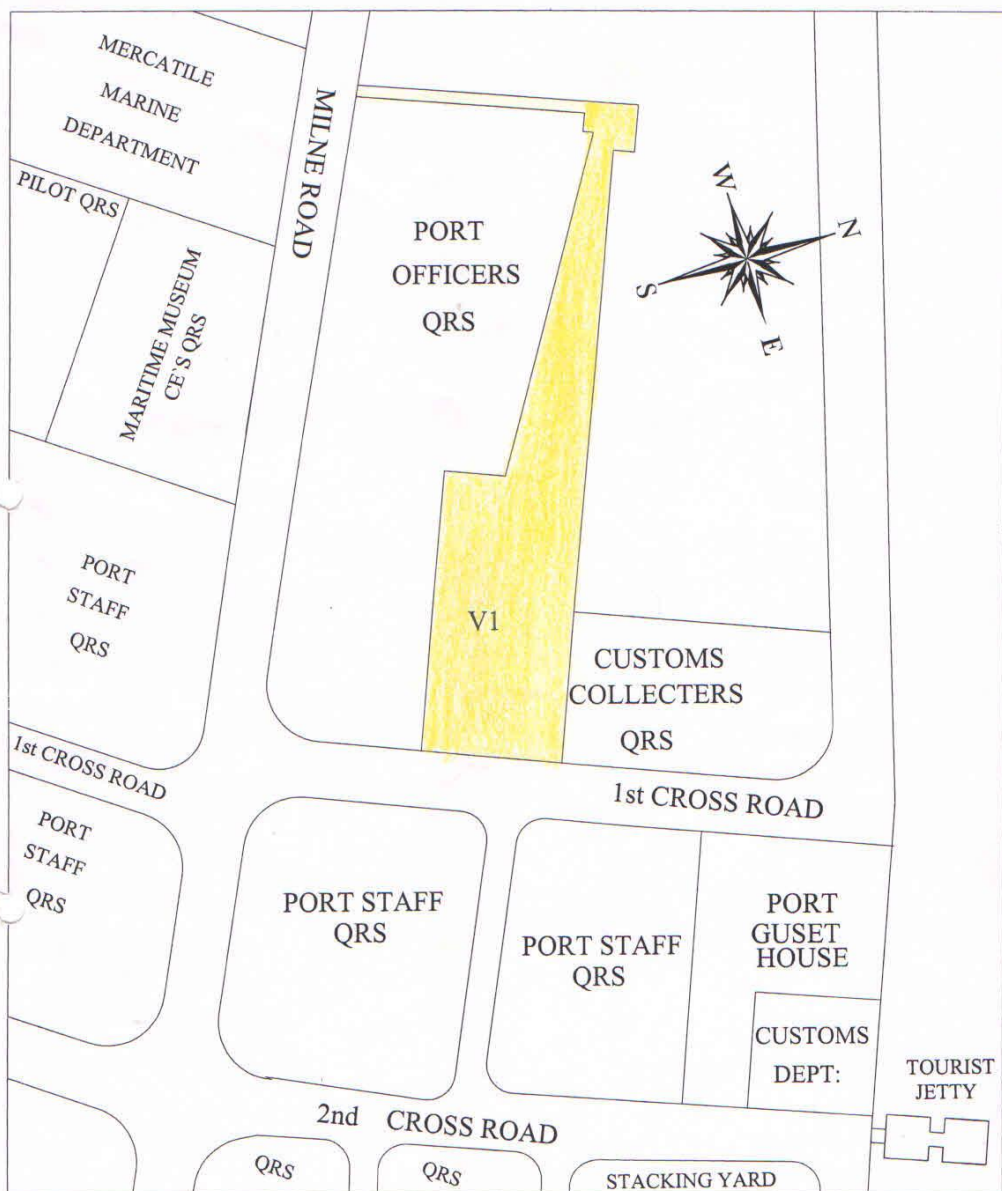 MERCATILE
MARINE
DEPARTMENT
PILOT QRS
MARITIME MUSEUM
CE`S QRS
MILNE ROAD
PORT
OFFICERS
QRS
W
N
S
E
PORT
STAFF
QRS
V1
CUSTOMS
COLLECTERS
QRS
1st CROSS ROAD
1st CROSS ROAD
PORT
STAFF
QRS
PORT STAFF
QRS
PORT STAFF
QRS
PORT
GUSET
HOUSE
CUSTOMS
DEPT:
TOURIST
JETTY
2nd CROSS ROAD
QRS
QRS
STACKING YARD